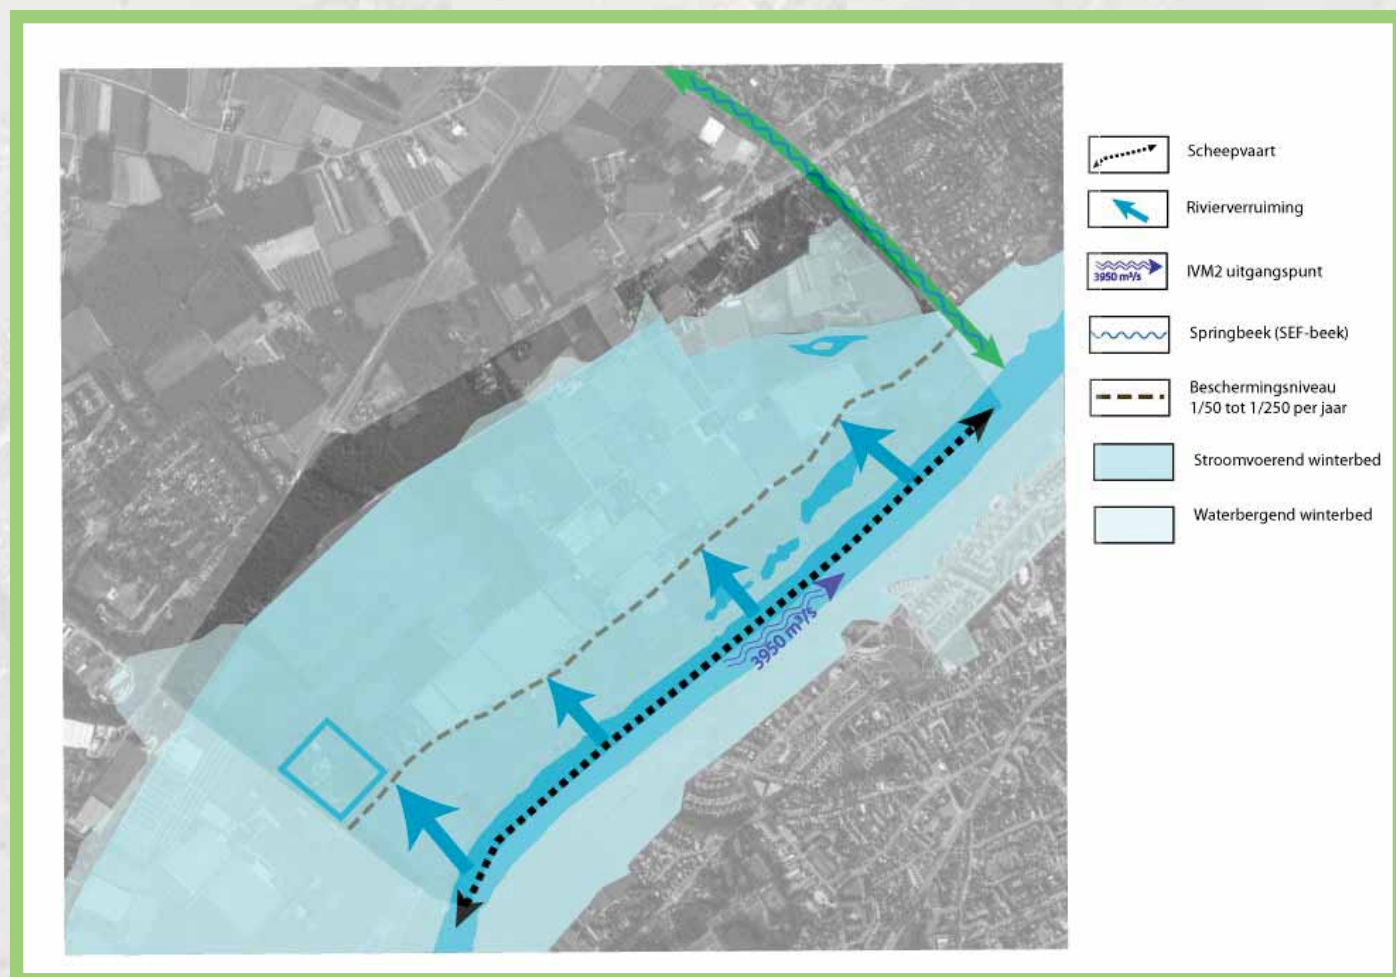 Scheepvaart
Rivierverruiming
3950 m³/s
IVM2 uitgangspunt
Springbeek (SEF-beek)
Beschermingsniveau
1/50 tot 1/250 per jaar
Stroomvoerend winterbed
Waterbergend winterbed
3950 m³/s